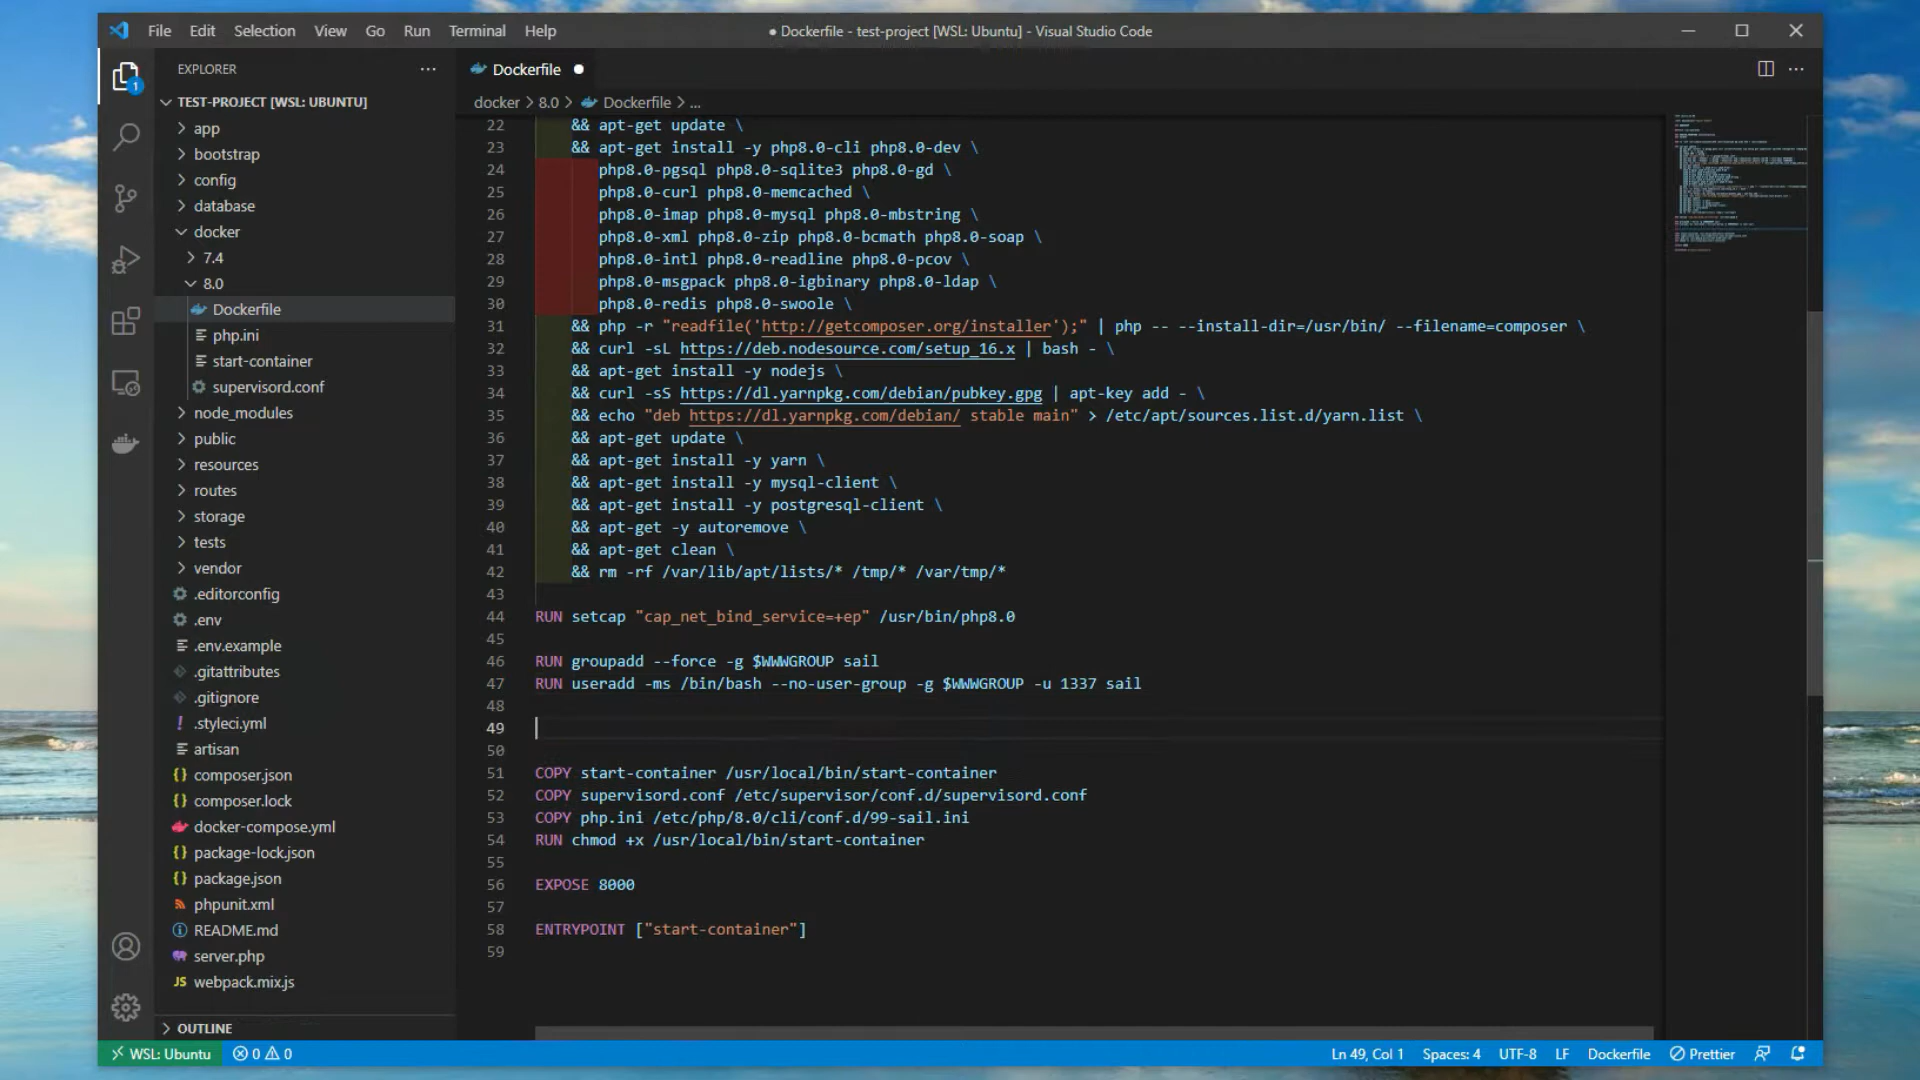 File Edit Selection View Go Run Terminal Help
● Dockerfile - test-project [WSL: Ubuntu] - Visual Studio Code
EXPLORER
TEST-PROJECT [WSL: UBUNTU]
app
bootstrap
config
database
docker
7.4
8.0
Dockerfile
php.ini
start-container
supervisord.conf
node_modules
public
resources
routes
storage
tests
vendor
.editorconfig
.env
.env.example
.gitattributes
.gitignore
.styleci.yml
artisan
composer.json
composer.lock
docker-compose.yml
package-lock.json
package.json
phpunit.xml
README.md
server.php
webpack.mix.js
OUTLINE
1
Dockerfile
docker > 8.0 > Dockerfile > ...
22 && apt-get update \
23 && apt-get install -y php8.0-cli php8.0-dev \
24 php8.0-pgsql php8.0-sqlite3 php8.0-gd \
25 php8.0-curl php8.0-memcached \
26 php8.0-imap php8.0-mysql php8.0-mbstring \
27 php8.0-xml php8.0-zip php8.0-bcmath php8.0-soap \
28 php8.0-intl php8.0-readline php8.0-pcov \
29 php8.0-msgpack php8.0-igbinary php8.0-ldap \
30 php8.0-redis php8.0-swoole \
31 && php -r "readfile('http://getcomposer.org/installer');" | php -- --install-dir=/usr/bin/ --filename=composer \
32 && curl -sL https://deb.nodesource.com/setup_16.x | bash - \
33 && apt-get install -y nodejs \
34 && curl -sS https://dl.yarnpkg.com/debian/pubkey.gpg | apt-key add - \
35 && echo "deb https://dl.yarnpkg.com/debian/ stable main" > /etc/apt/sources.list.d/yarn.list \
36 && apt-get update \
37 && apt-get install -y yarn \
38 && apt-get install -y mysql-client \
39 && apt-get install -y postgresql-client \
40 && apt-get -y autoremove \
41 && apt-get clean \
42 && rm -rf /var/lib/apt/lists/* /tmp/* /var/tmp/*
43
44 RUN setcap "cap_net_bind_service=+ep" /usr/bin/php8.0
45
46 RUN groupadd --force -g $WWWGROUP sail
47 RUN useradd -ms /bin/bash --no-user-group -g $WWWGROUP -u 1337 sail
48
49
50
51 COPY start-container /usr/local/bin/start-container
52 COPY supervisord.conf /etc/supervisor/conf.d/supervisord.conf
53 COPY php.ini /etc/php/8.0/cli/conf.d/99-sail.ini
54 RUN chmod +x /usr/local/bin/start-container
55
56 EXPOSE 8000
57
58 ENTRYPOINT ["start-container"]
59
WSL: Ubuntu 0 0 Ln 49, Col 1 Spaces: 4 UTF-8 LF Dockerfile Prettier